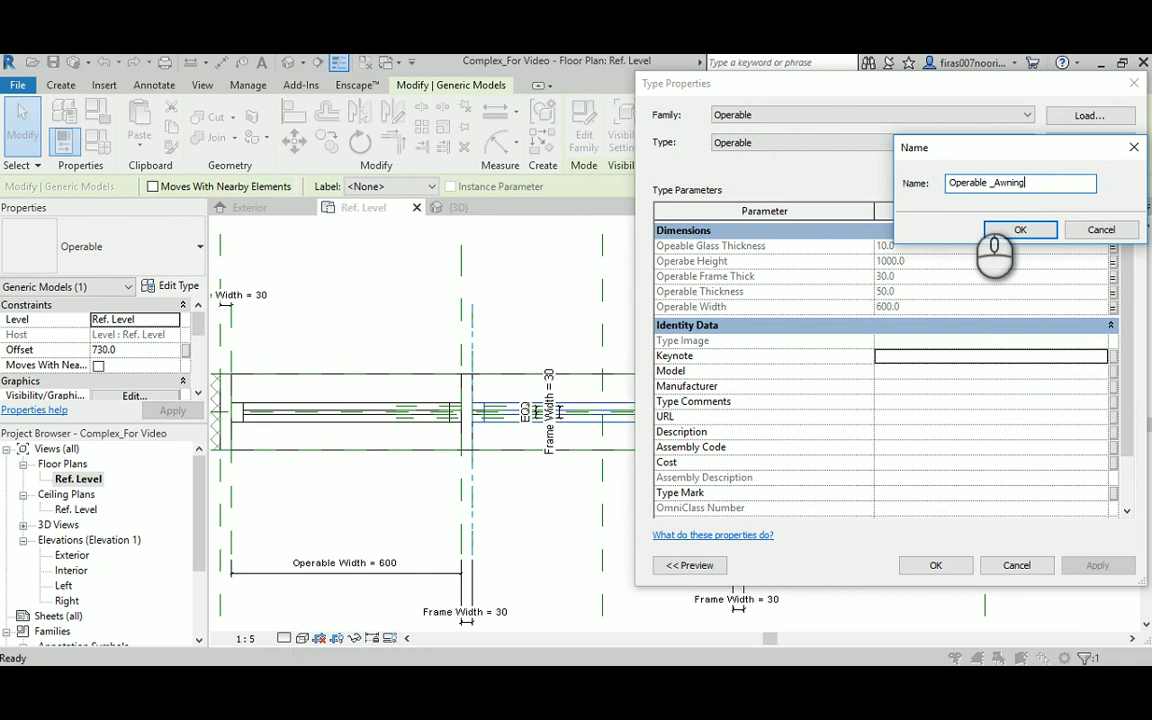 Complex_For Video - Floor Plan: Ref. Level
Type a keyword or phrase
firas007noori...
File Create Insert Annotate View Manage Add-Ins Enscape™ Modify | Generic Models
Modify
Cut
Join
Paste
Edit
Family
Visibi
Settin
Select Properties Clipboard Geometry Modify Measure Create Mode Visibil
Modify | Generic Models
Moves With Nearby Elements
Label: <None>
Instance Parameter
Properties
Operable
Generic Models (1)
Edit Type
Constraints
Level Ref. Level
Host Level : Ref. Level
Offset 730.0
Moves With Nea...
Graphics
Visibility/Graphi... Edit...
Properties help
Apply
Project Browser - Complex_For Video
Views (all)
Floor Plans
Ref. Level
Ceiling Plans
Ref. Level
3D Views
Elevations (Elevation 1)
Exterior
Interior
Left
Right
Sheets (all)
Families
Annotation Symbols
Exterior
Ref. Level
{3D}
Width = 30
EQ
Frame Width = 30
Operable Width = 600
Frame Width = 30
Frame Width = 30
1:5
Type Properties
Family: Operable
Load...
Type: Operable
Type Parameters
Parameter
Dimensions
Opeable Glass Thickness 10.0
Operabe Height 1000.0
Operable Frame Thick 30.0
Operable Thickness 50.0
Operable Width 600.0
Identity Data
Type Image
Keynote
Model
Manufacturer
Type Comments
URL
Description
Assembly Code
Cost
Assembly Description
Type Mark
OmniClass Number
What do these properties do?
<< Preview
OK
Cancel
Apply
Name
Name: Operable _Awning
OK
Cancel
Ready
:1